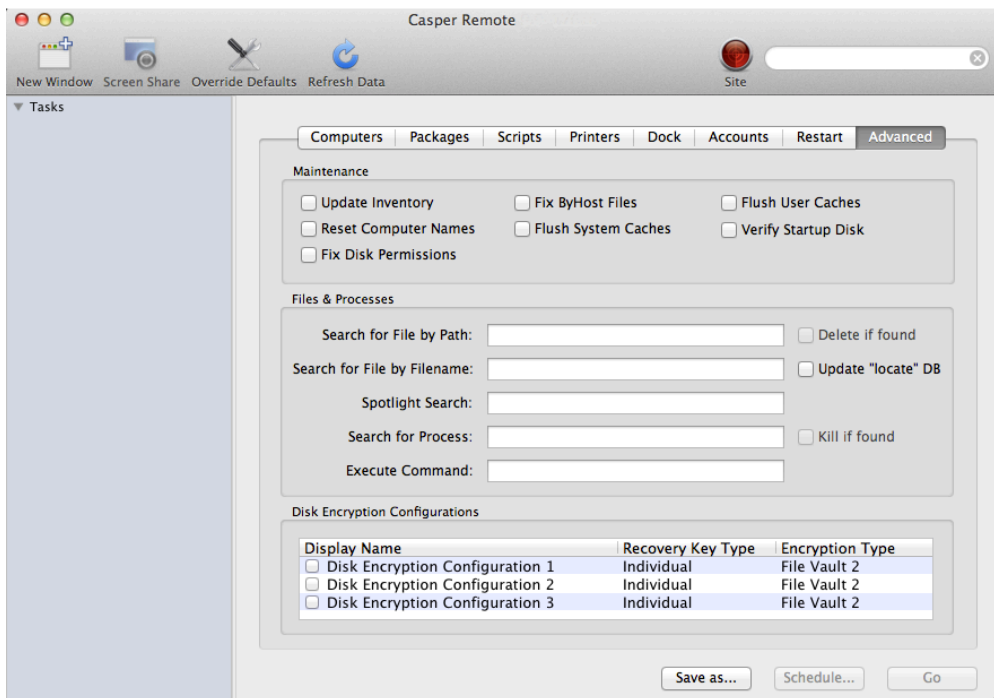 Casper Remote
New Window Screen Share Override Defaults Refresh Data Site
Tasks
Computers Packages Scripts Printers Dock Accounts Restart Advanced
Maintenance
Update Inventory Fix ByHost Files Flush User Caches
Reset Computer Names Flush System Caches Verify Startup Disk
Fix Disk Permissions
Files & Processes
Search for File by Path: Delete if found
Search for File by Filename: Update "locate" DB
Spotlight Search:
Search for Process: Kill if found
Execute Command:
Disk Encryption Configurations
Display Name Recovery Key Type Encryption Type
Disk Encryption Configuration 1 Individual File Vault 2
Disk Encryption Configuration 2 Individual File Vault 2
Disk Encryption Configuration 3 Individual File Vault 2
Save as... Schedule... Go